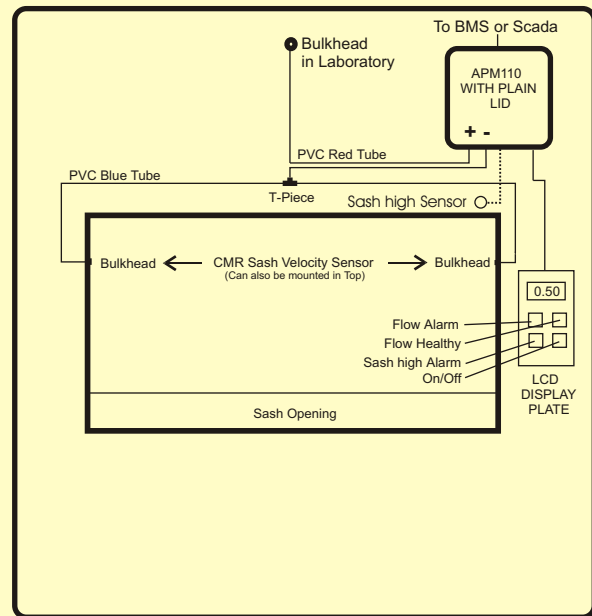 To BMS or Scada
Bulkhead
in Laboratory
APM110
WITH PLAIN
LID
+ -
PVC Red Tube
PVC Blue Tube
T-Piece
Sash high Sensor
Bulkhead
CMR Sash Velocity Sensor
(Can also be mounted in Top)
Bulkhead
0.50
Flow Alarm
Flow Healthy
Sash high Alarm
On/Off
LCD
DISPLAY
PLATE
Sash Opening